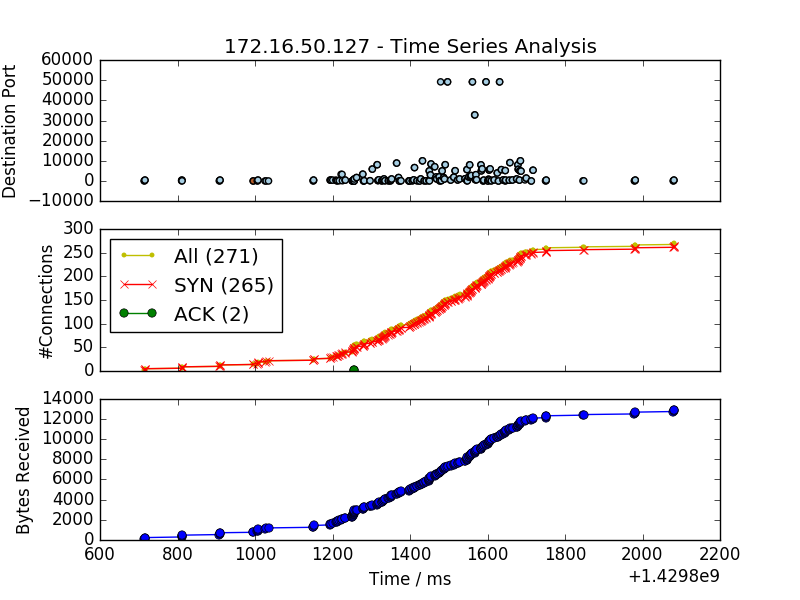 172.16.50.127 - Time Series Analysis
Destination Port
60000
50000
40000
30000
20000
10000
0
−10000
#Connections
300
250
200
150
100
50
0
All (271)
SYN (265)
ACK (2)
Bytes Received
14000
12000
10000
8000
6000
4000
2000
0
600 800 1000 1200 1400 1600 1800 2000 2200
Time / ms
+1.4298e9